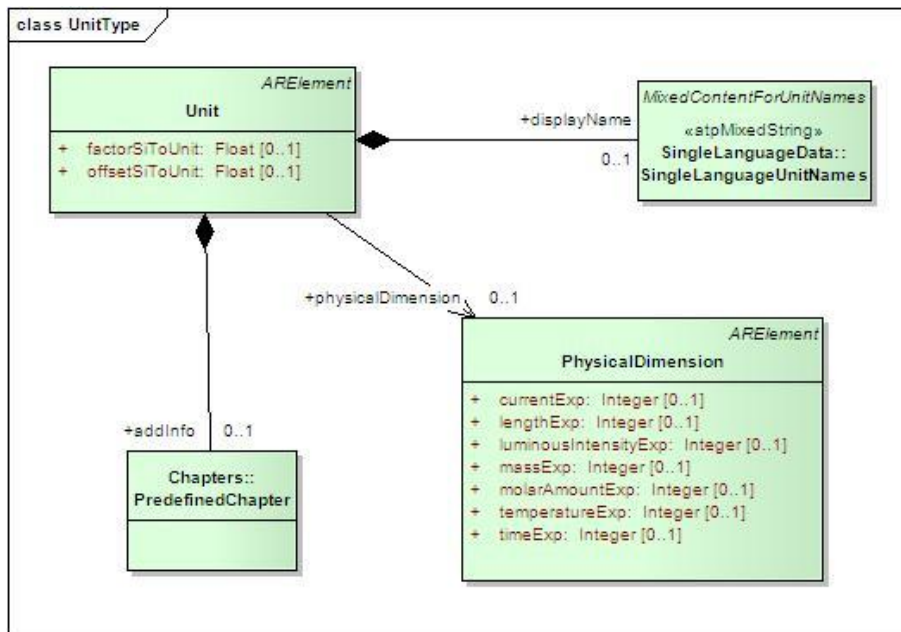 class UnitType
ARElement
Unit
+ factorSiToUnit: Float [0..1]
+ offsetSiToUnit: Float [0..1]
+displayName
0..1
MixedContentForUnitNames
«atpMixedString»
SingleLanguageData::
SingleLanguageUnitNames
+physicalDimension 0..1
ARElement
PhysicalDimension
+ currentExp: Integer [0..1]
+ lengthExp: Integer [0..1]
+ luminousIntensityExp: Integer [0..1]
+ massExp: Integer [0..1]
+ molarAmountExp: Integer [0..1]
+ temperatureExp: Integer [0..1]
+ timeExp: Integer [0..1]
+addInfo 0..1
Chapters::
PredefinedChapter